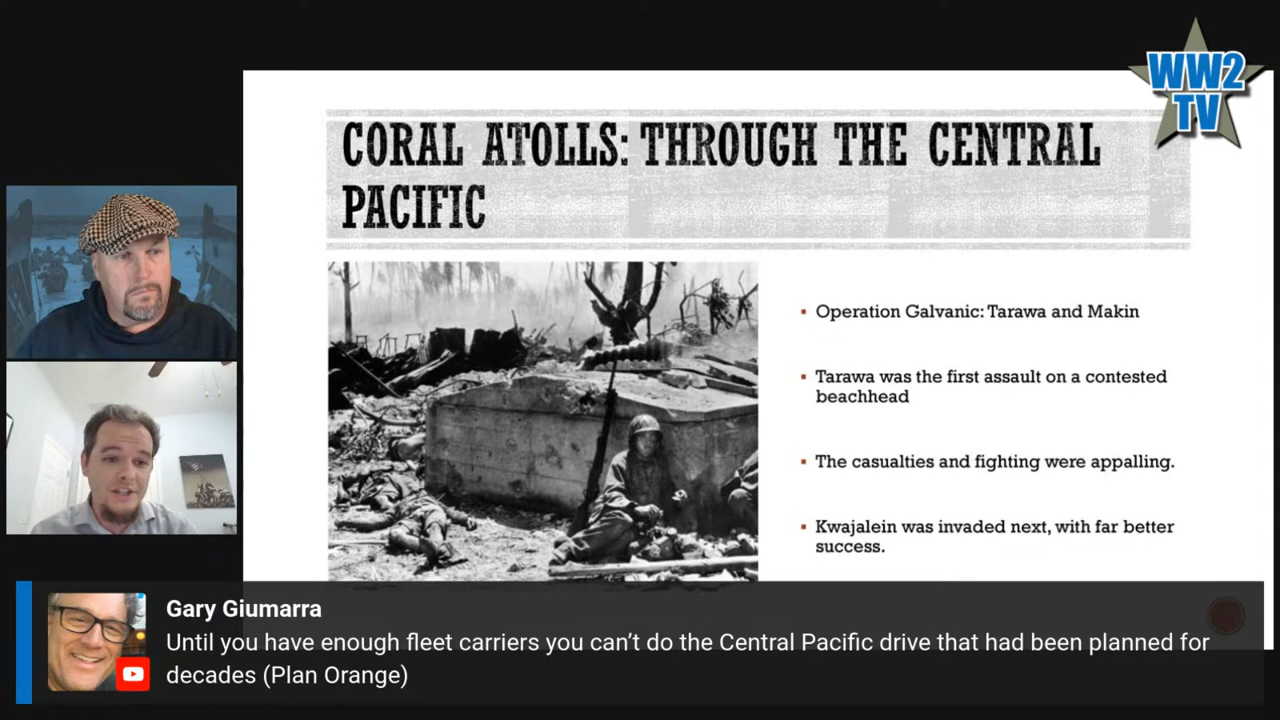 WW2
TV
CORAL ATOLLS: THROUGH THE CENTRAL
PACIFIC
Operation Galvanic: Tarawa and Makin
Tarawa was the first assault on a contested
beachhead
The casualties and fighting were appalling.
Kwajalein was invaded next, with far better
success.
Gary Giumarra
Until you have enough fleet carriers you can’t do the Central Pacific drive that had been planned for
decades (Plan Orange)